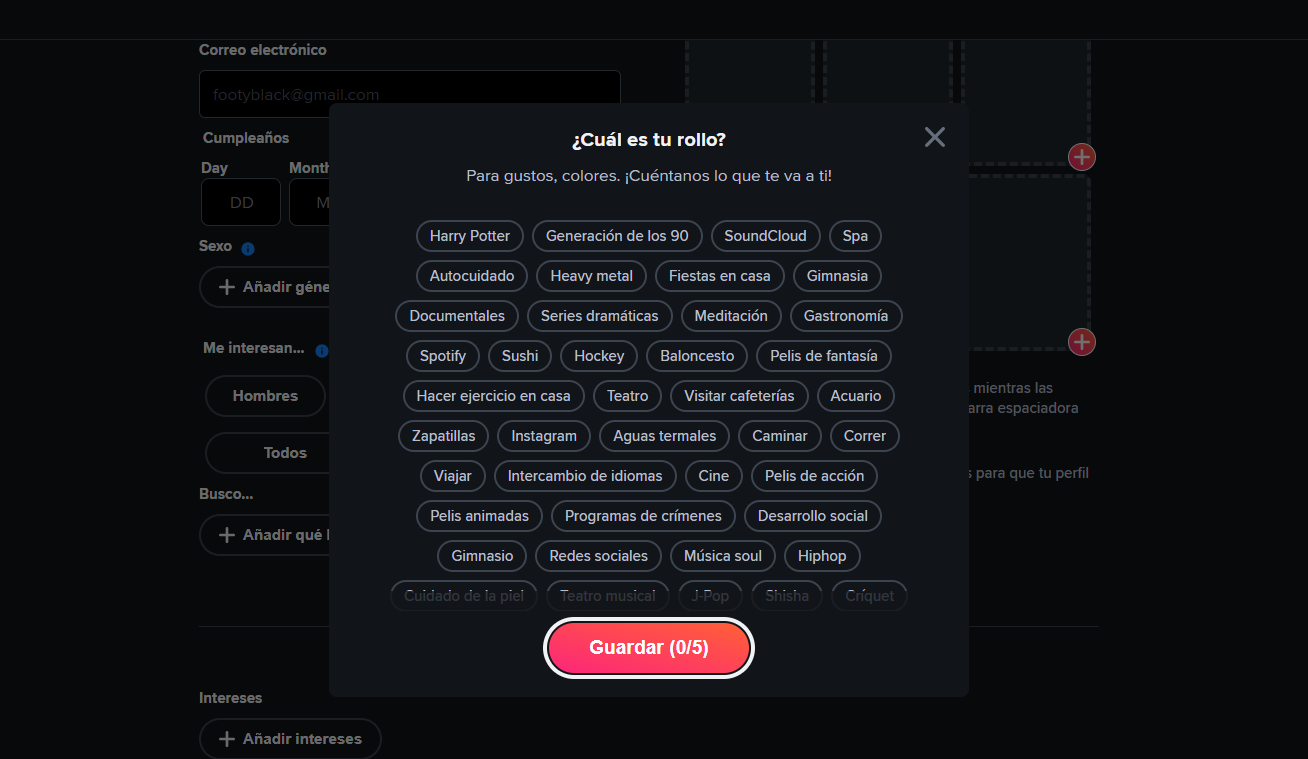 Correo electrónico
footyblack@gmail.com
Cumpleaños
Day
Month
DD
M
Sexo
Añadir géne
Me interesan...
Hombres
Todos
Busco...
Añadir qué
¿Cuál es tu rollo?
Para gustos, colores. ¡Cuéntanos lo que te va a ti!
Harry Potter Generación de los 90 SoundCloud Spa
Autocuidado Heavy metal Fiestas en casa Gimnasia
Documentales Series dramáticas Meditación Gastronomía
Spotify Sushi Hockey Baloncesto Pelis de fantasía
Hacer ejercicio en casa Teatro Visitar cafeterías Acuario
Zapatillas Instagram Aguas termales Caminar Correr
Viajar Intercambio de idiomas Cine Pelis de acción
Pelis animadas Programas de crímenes Desarrollo social
Gimnasio Redes sociales Música soul Hiphop
Cuidado de la piel Teatro musical J-Pop Shisha Críquet
Guardar (0/5)
mientras las
arra espaciadora
s para que tu perfil
Intereses
Añadir intereses